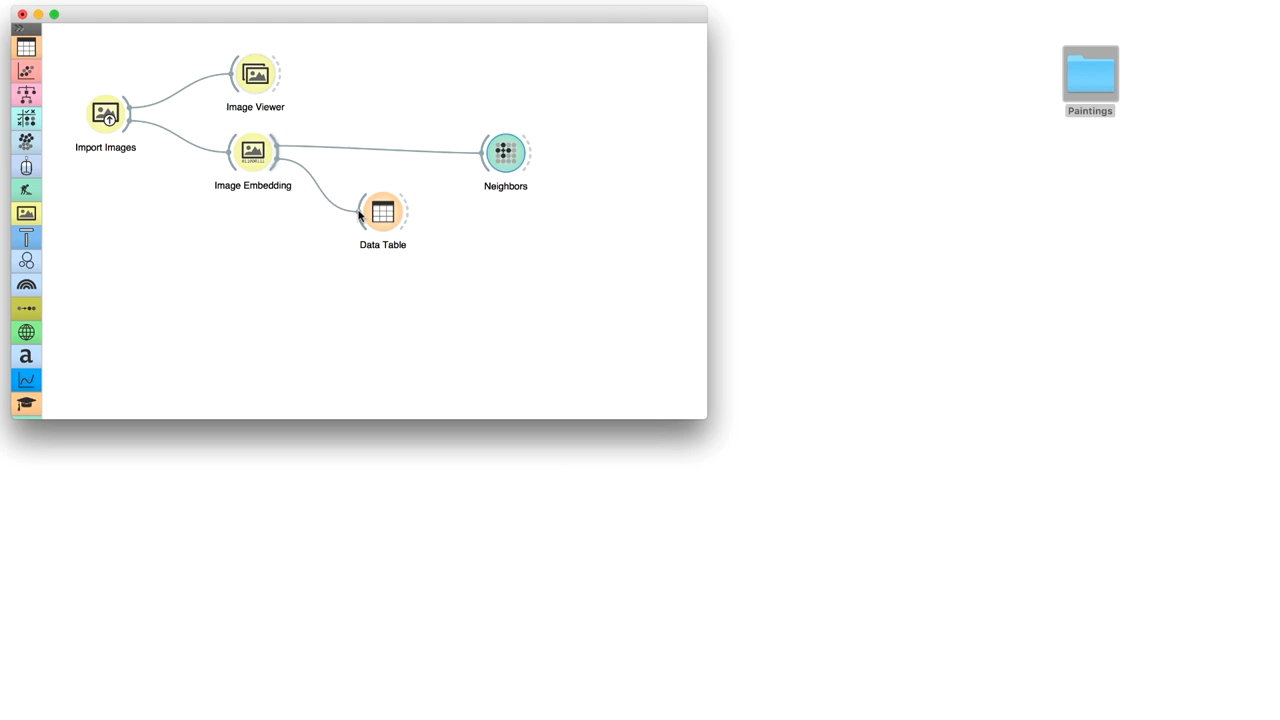 Import Images
Image Viewer
Image Embedding
Neighbors
Data Table
a
Paintings